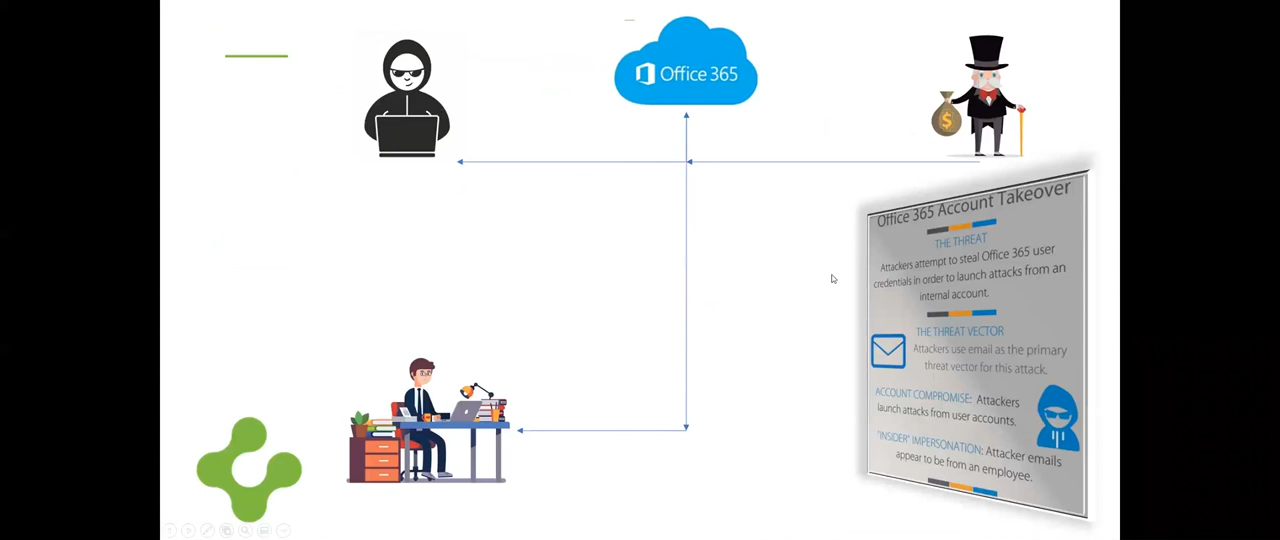 Office 365
$
Office 365 Account Takeover
THE THREAT
Attackers attempt to steal Office 365 user
credentials in order to launch attacks from an
internal account.
THE THREAT VECTOR
Attackers use email as the primary
threat vector for this attack.
ACCOUNT COMPROMISE: Attackers
launch attacks from user accounts.
"INSIDER" IMPERSONATION: Attacker emails
appear to be from an employee.